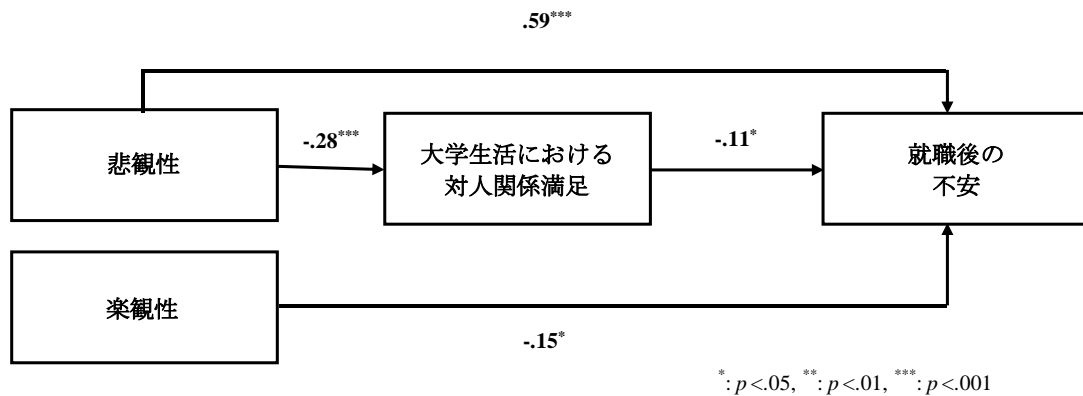 .59***
悲観性
-.28***
大学生活における
対人関係満足
-.11*
就職後の
不安
楽観性
-.15*
*: p<.05, **: p<.01, ***: p<.001